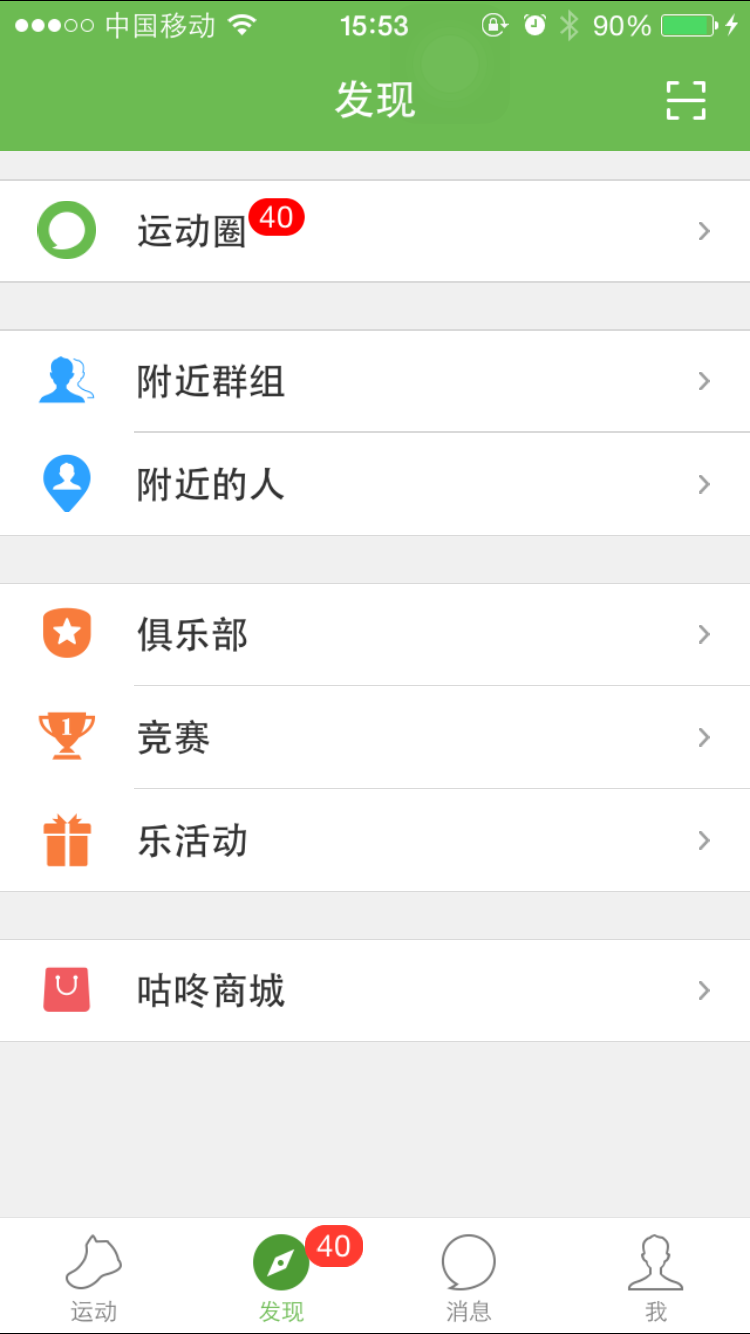 中国移动 15:53 90%
发现
运动圈 40
附近群组
附近的人
俱乐部
1 竞赛
乐活动
咕咚商城
40
运动 发现 消息 我